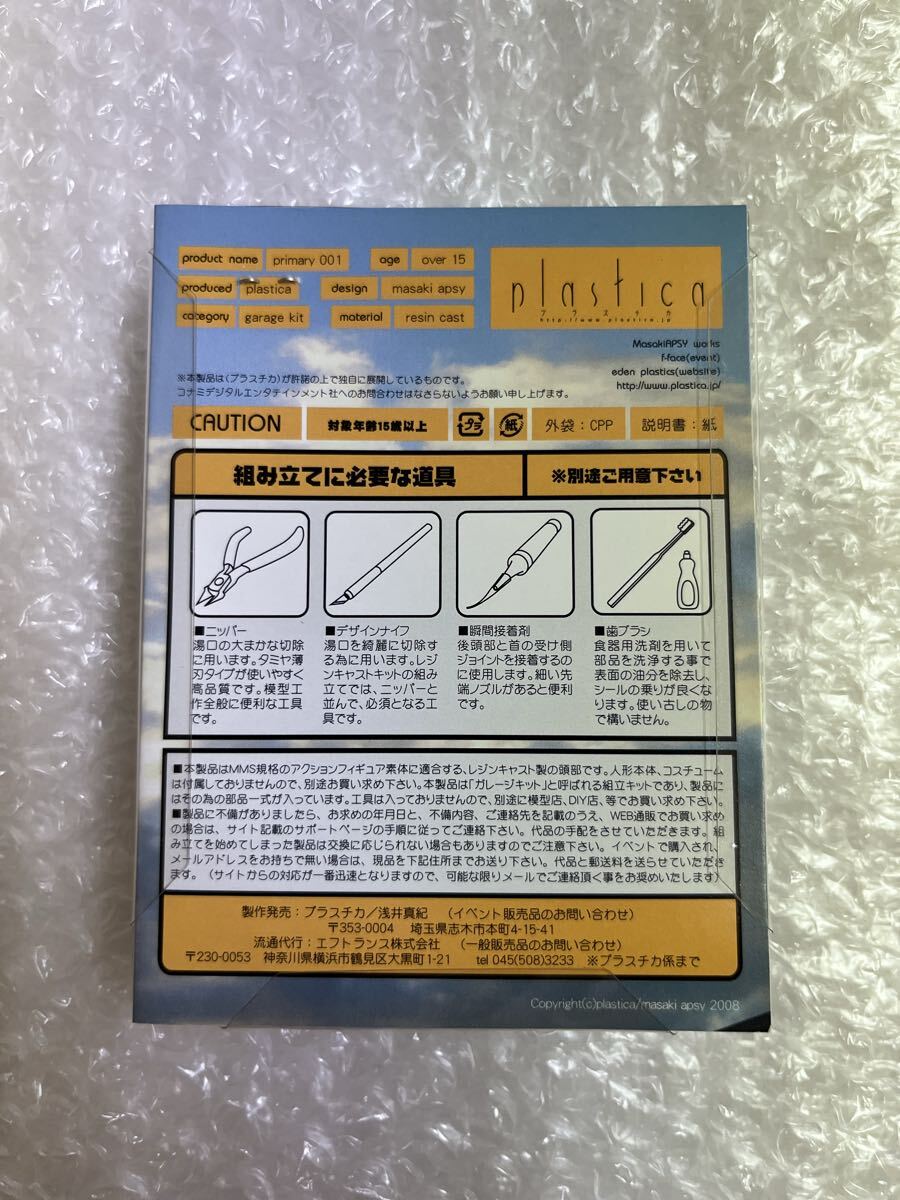 product name primary 001 age over 15
produced plastica design masaki apsy
category garage kit material resin cast
plastica
プラスチカ
http://www.plastica.jp
MasakiAPSY works
f-face(event)
eden plastics(website)
http://www.plastica.jp/
※本製品は(プラスチカ)が許諾の上で独自に展開しているものです。
コナミデジタルエンタテインメント社へのお問合わせはなさらないようお願い申し上げます。
CAUTION 対象年齢15歳以上 プラ 紙 外袋：CPP 説明書：紙
組み立てに必要な道具 ※別途ご用意下さい
■ニッパー
湯口の大まかな切除
に用います。タミヤ薄
刃タイプが使いやすく
高品質です。模型工
作全般に便利な工具
です。
■デザインナイフ
湯口を綺麗に切除す
る為に用います。レジ
ンキャストキットの組み
立てでは、ニッパーと
並んで、必須となる工
具です。
■瞬間接着剤
後頭部と首の受け側
ジョイントを接着するの
に使用します。細い先
端ノズルがあると便利
です。
■歯ブラシ
食器用洗剤を用いて
部品を洗浄する事で
表面の油分を除去し、
シールの乗りが良くな
ります。使い古しの物
で構いません。
■本製品はMMS規格のアクションフィギュア素体に適合する、レジンキャスト製の頭部です。人形本体、コスチューム
は付属しておりませんので、別途お買い求め下さい。本製品は「ガレージキット」と呼ばれる組立キットであり、製品に
はその為の部品一式が入っています。工具は入っておりませんので、別途に模型店、DIY店、等でお買い求め下さい。
■製品に不備がありましたら、お求めの年月日と、不備内容、ご連絡先を記載のうえ、WEB通販でお買い求め
の場合は、サイト記載のサポートページの手順に従ってご連絡下さい。代品の手配をさせていただきます。組
み立てを始めてしまった製品は交換に応じられない場合もありますのでご注意下さい。イベントで購入され、
メールアドレスをお持ちで無い場合は、現品を下記住所までお送り下さい。代品と郵送料を送らせていただき
ます。（サイトからの対応が一番迅速となりますので、可能な限りメールでご連絡頂く事をお奨めいたします）
製作発売：プラスチカ／浅井真紀 （イベント販売品のお問い合わせ）
〒353-0004 埼玉県志木市本町4-15-41
流通代行：エフトランス株式会社 （一般販売品のお問い合わせ）
〒230-0053 神奈川県横浜市鶴見区大黒町1-21 tel 045(508)3233 ※プラスチカ係まで
Copyright(c)plastica/masaki apsy 2008